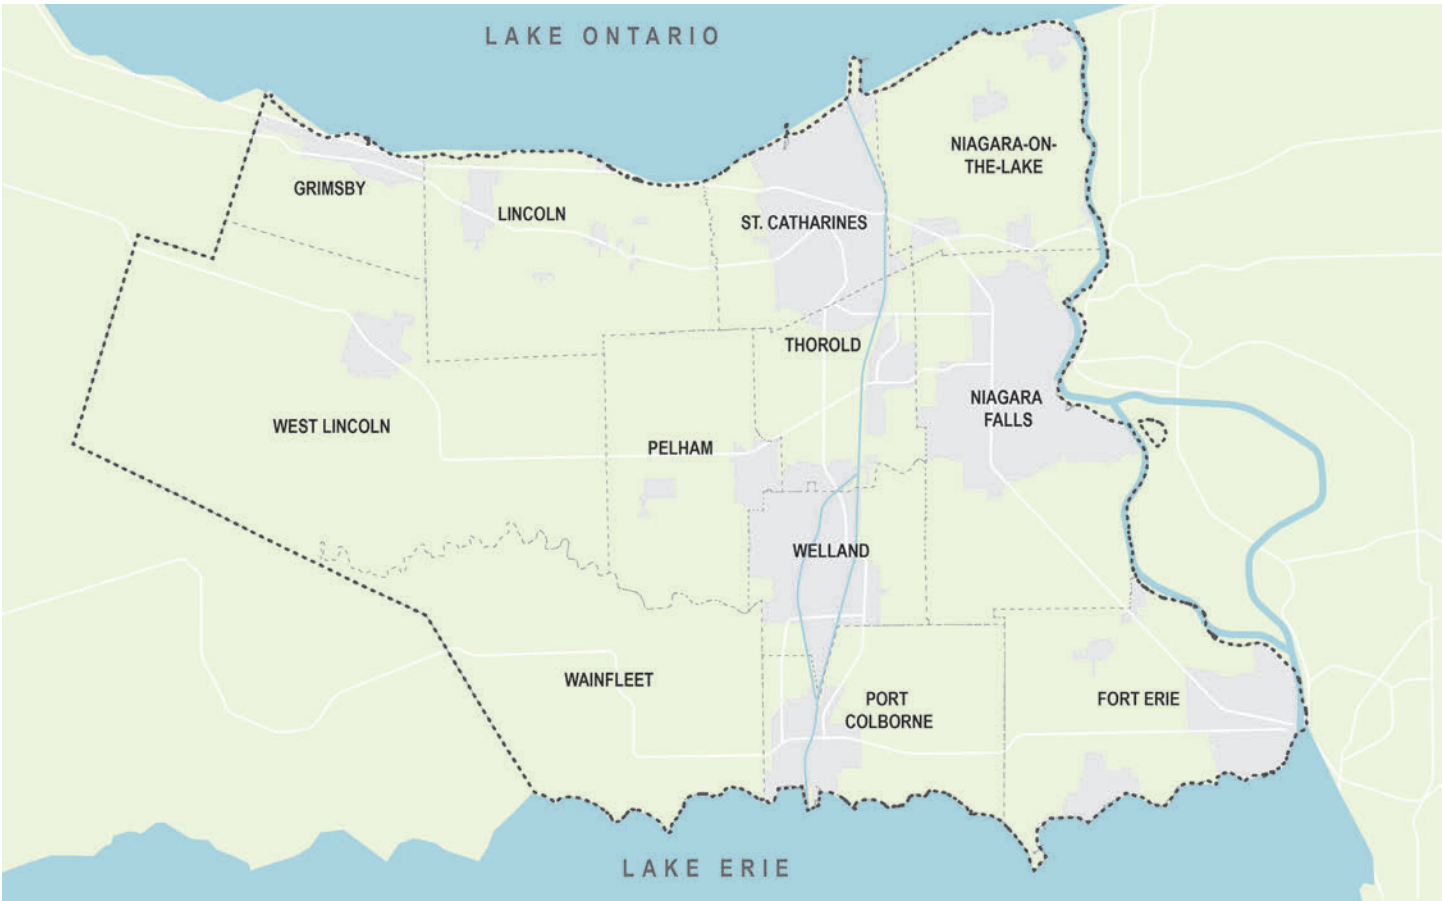 LAKE ONTARIO
NIAGARA-ON-
THE-LAKE
GRIMSBY
LINCOLN
ST. CATHARINES
THOROLD
NIAGARA
FALLS
WEST LINCOLN
PELHAM
WELLAND
WAINFLEET
PORT
COLBORNE
FORT ERIE
LAKE ERIE